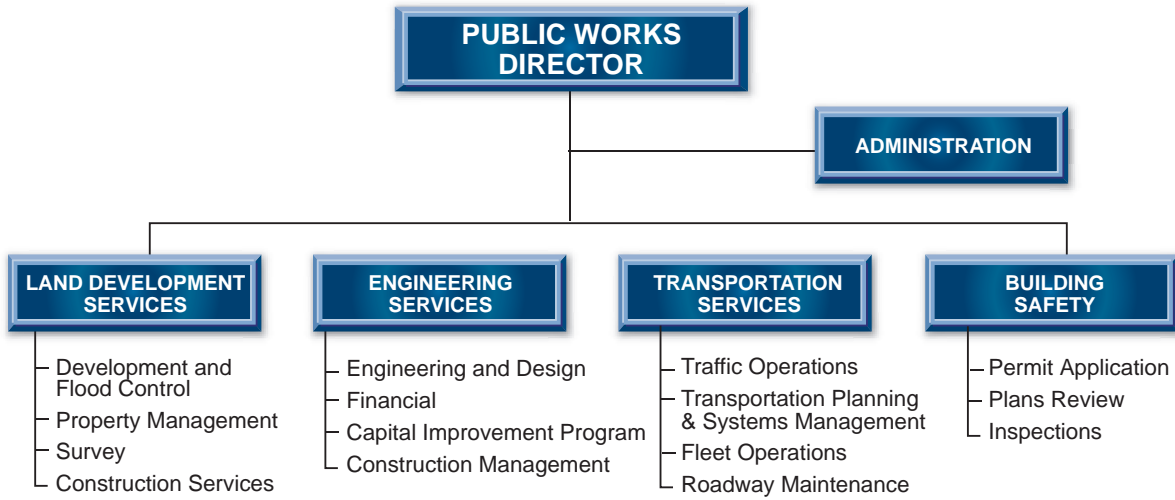 PUBLIC WORKS
DIRECTOR
ADMINISTRATION
LAND DEVELOPMENT
SERVICES
Development and
Flood Control
Property Management
Survey
Construction Services
ENGINEERING
SERVICES
Engineering and Design
Financial
Capital Improvement Program
Construction Management
TRANSPORTATION
SERVICES
Traffic Operations
Transportation Planning
& Systems Management
Fleet Operations
Roadway Maintenance
BUILDING
SAFETY
Permit Application
Plans Review
Inspections